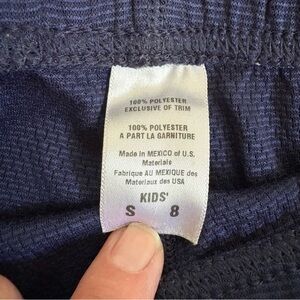 100% POLYESTER
EXCLUSIVE OF TRIM
100% POLYESTER
A PART LA GARNITURE
Made in MEXICO of U.S.
Materials
Fabrique AU MEXIQUE des
Materiaux des USA
KIDS'
S 8